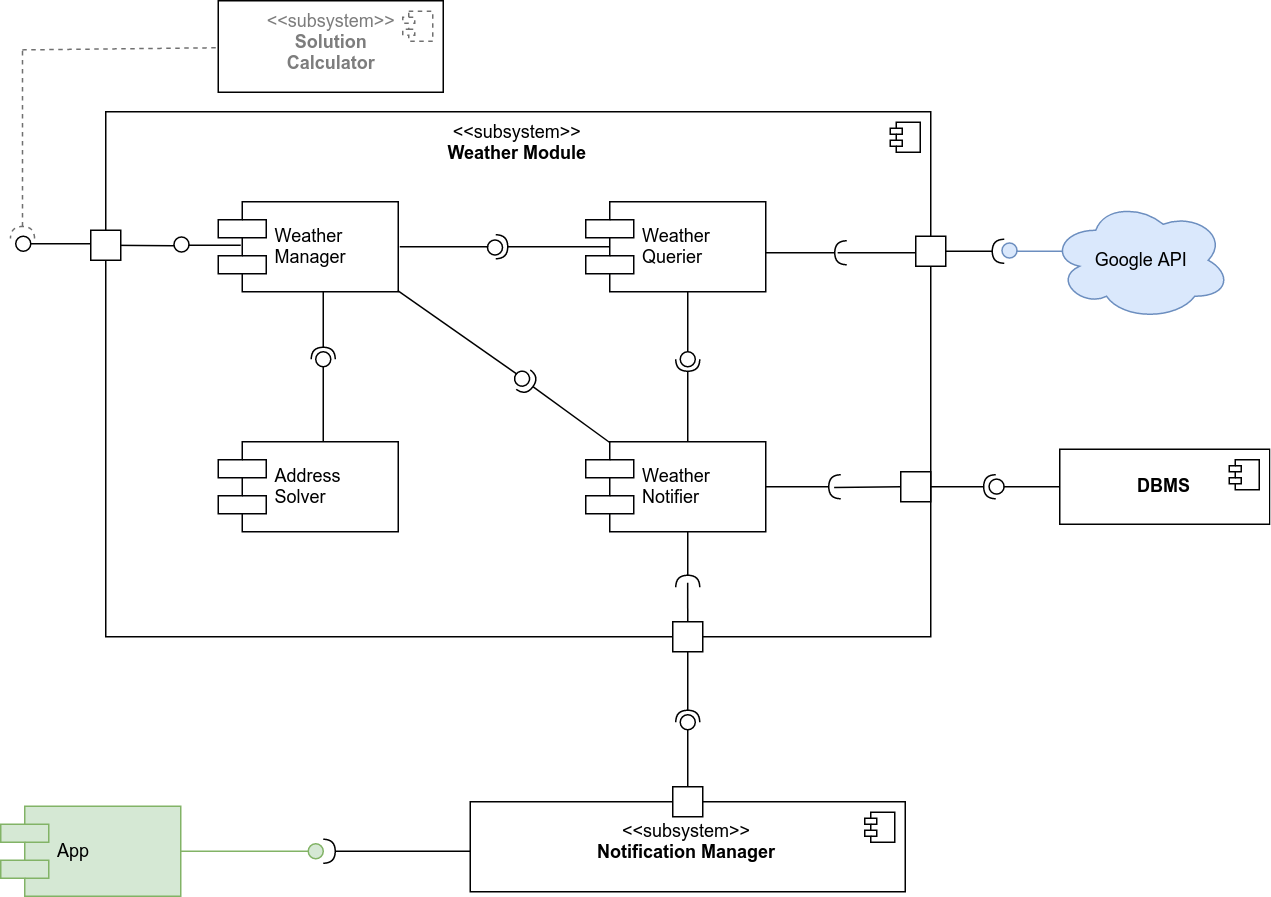 <<subsystem>>
Solution
Calculator
<<subsystem>>
Weather Module
Weather
Manager
Weather
Querier
Google API
Address
Solver
Weather
Notifier
DBMS
App
<<subsystem>>
Notification Manager